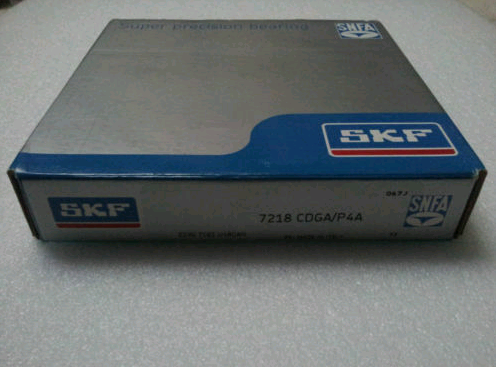 Super precision bearing
SNFA
SKF
SKF
7218 CDGA/P4A
SNFA